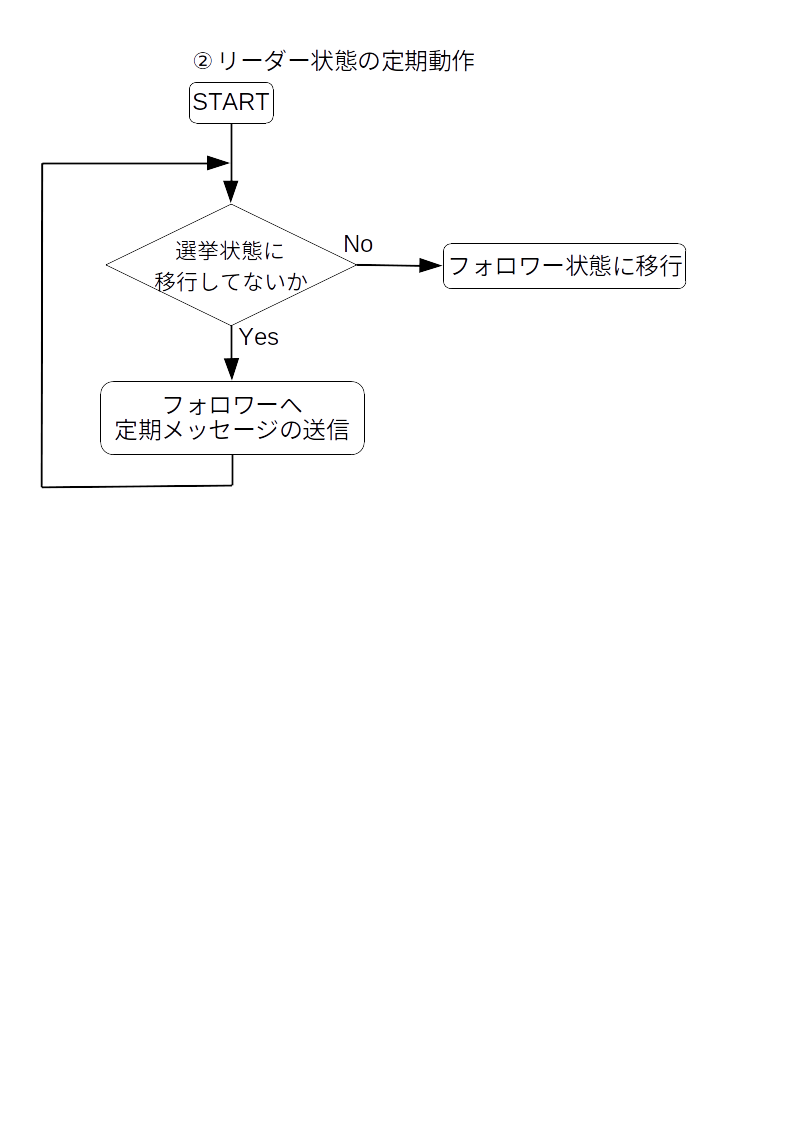 ② リーダー状態の定期動作
START
選挙状態に
移行してないか
No
フォロワー状態に移行
Yes
フォロワーへ
定期メッセージの送信